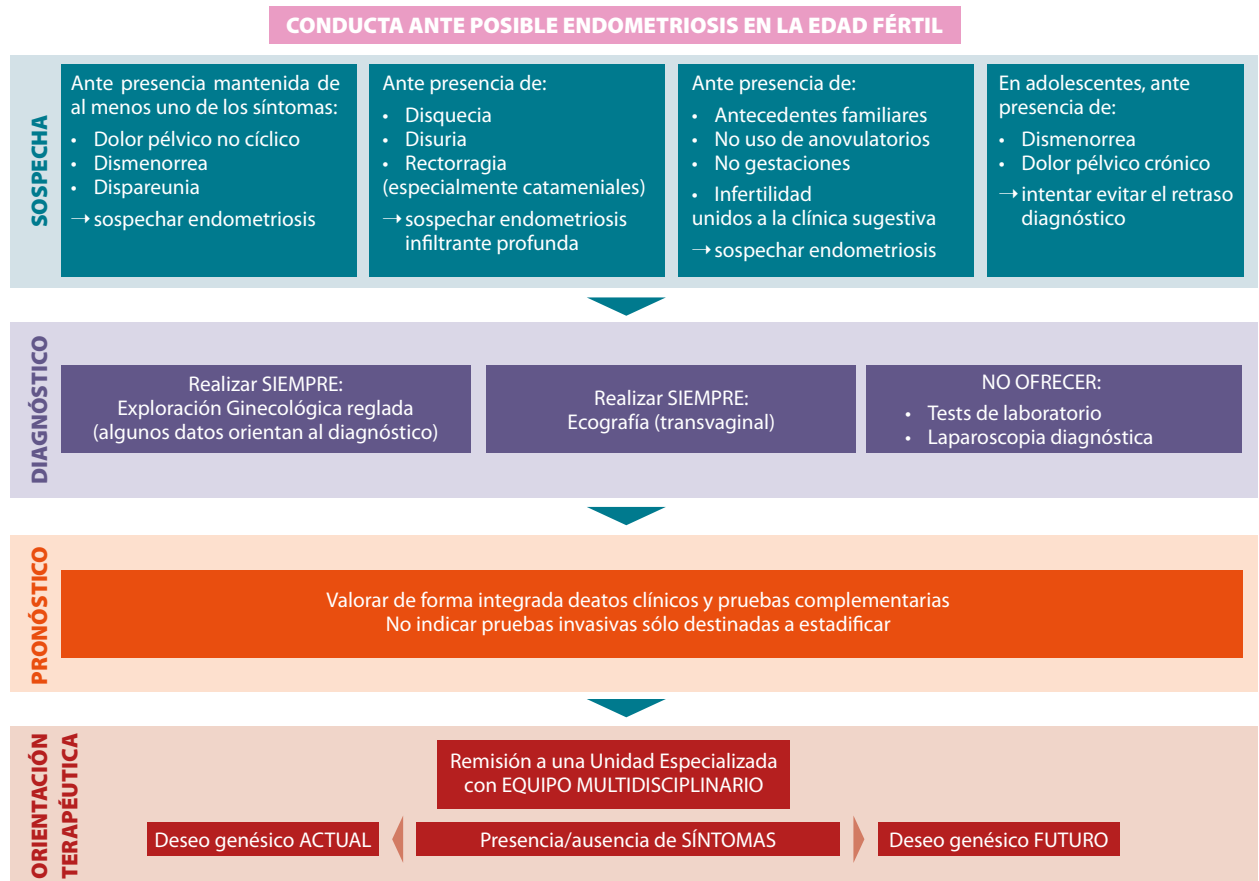 CONDUCTA ANTE POSIBLE ENDOMETRIOSIS EN LA EDAD FÉRTIL
SOSPECHA
Ante presencia mantenida de
al menos uno de los síntomas:
• Dolor pélvico no cíclico
• Dismenorrea
• Dispareunia
→ sospechar endometriosis
Ante presencia de:
• Disquecia
• Disuria
• Rectorragia
(especialmente catameniales)
→ sospechar endometriosis
infiltrante profunda
Ante presencia de:
• Antecedentes familiares
• No uso de anovulatorios
• No gestaciones
• Infertilidad
unidos a la clínica sugestiva
→ sospechar endometriosis
En adolescentes, ante
presencia de:
• Dismenorrea
• Dolor pélvico crónico
→ intentar evitar el retraso
diagnóstico
DIAGNÓSTICO
Realizar SIEMPRE:
Exploración Ginecológica reglada
(algunos datos orientan al diagnóstico)
Realizar SIEMPRE:
Ecografía (transvaginal)
NO OFRECER:
• Tests de laboratorio
• Laparoscopia diagnóstica
PRONÓSTICO
Valorar de forma integrada deatos clínicos y pruebas complementarias
No indicar pruebas invasivas sólo destinadas a estadificar
ORIENTACIÓN
TERAPÉUTICA
Remisión a una Unidad Especializada
con EQUIPO MULTIDISCIPLINARIO
Deseo genésico ACTUAL
Presencia/ausencia de SÍNTOMAS
Deseo genésico FUTURO